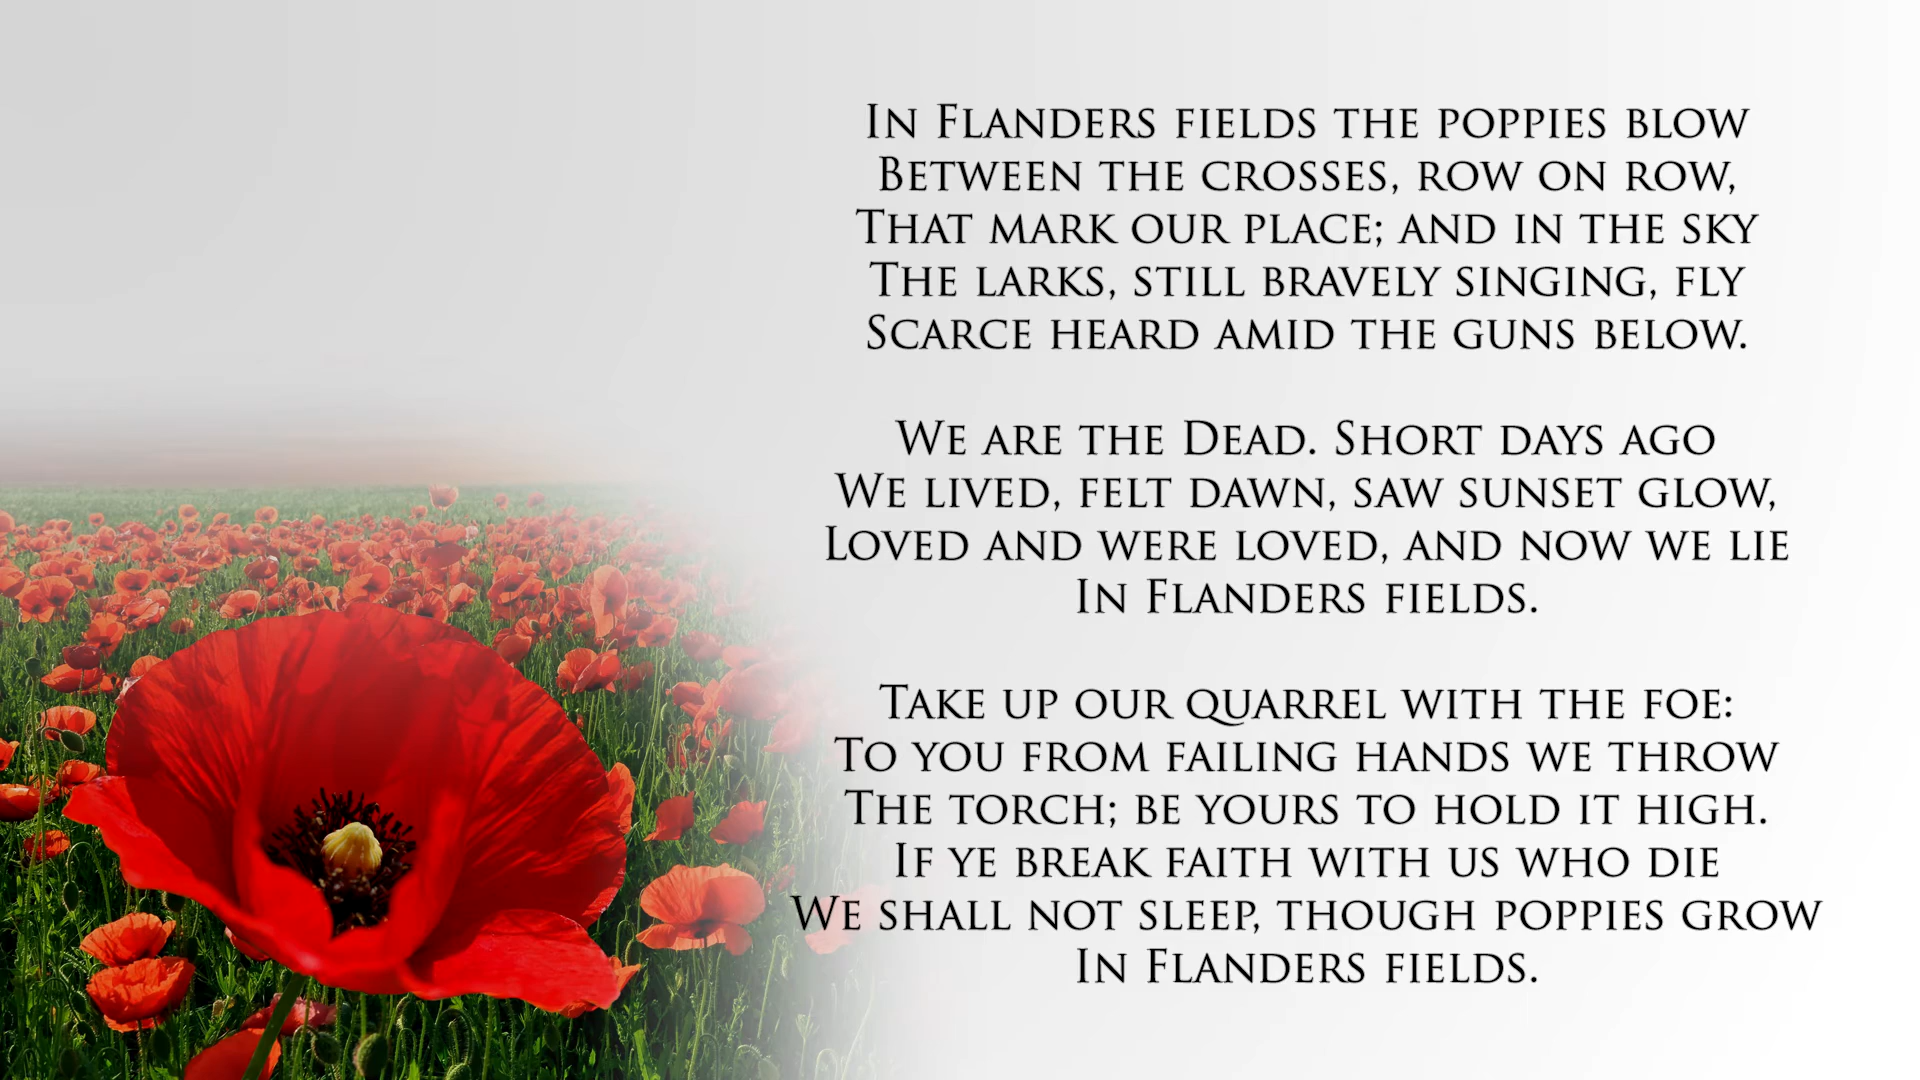 In Flanders fields the poppies blow
Between the crosses, row on row,
That mark our place; and in the sky
The larks, still bravely singing, fly
Scarce heard amid the guns below.
We are the Dead. Short days ago
We lived, felt dawn, saw sunset glow,
Loved and were loved, and now we lie
In Flanders fields.
Take up our quarrel with the foe:
To you from failing hands we throw
The torch; be yours to hold it high.
If ye break faith with us who die
We shall not sleep, though poppies grow
In Flanders fields.